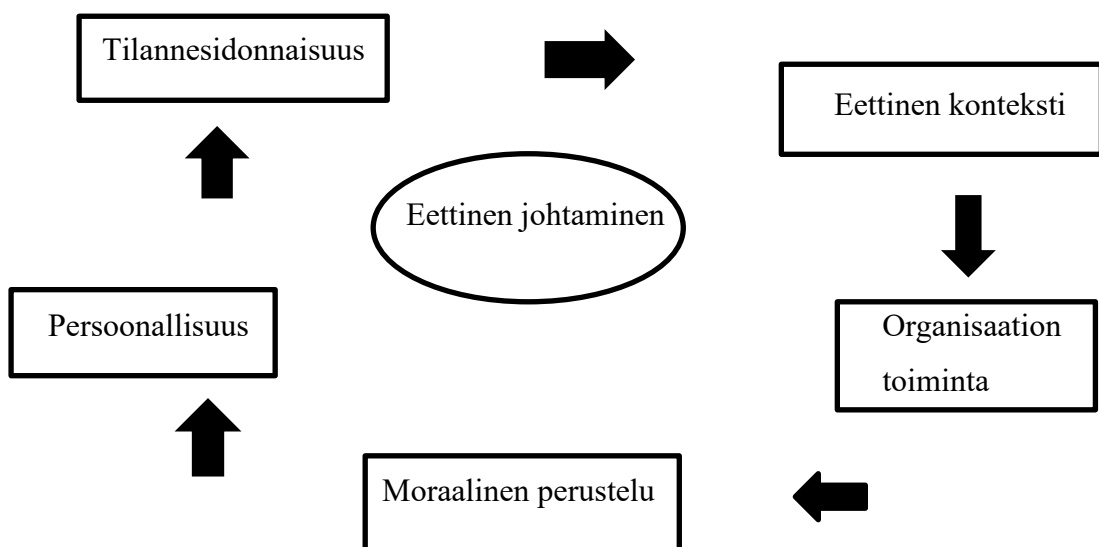 Tilannesidonnaisuus
Eettinen konteksti
Eettinen johtaminen
Persoonallisuus
Organisaation
toiminta
Moraalinen perustelu